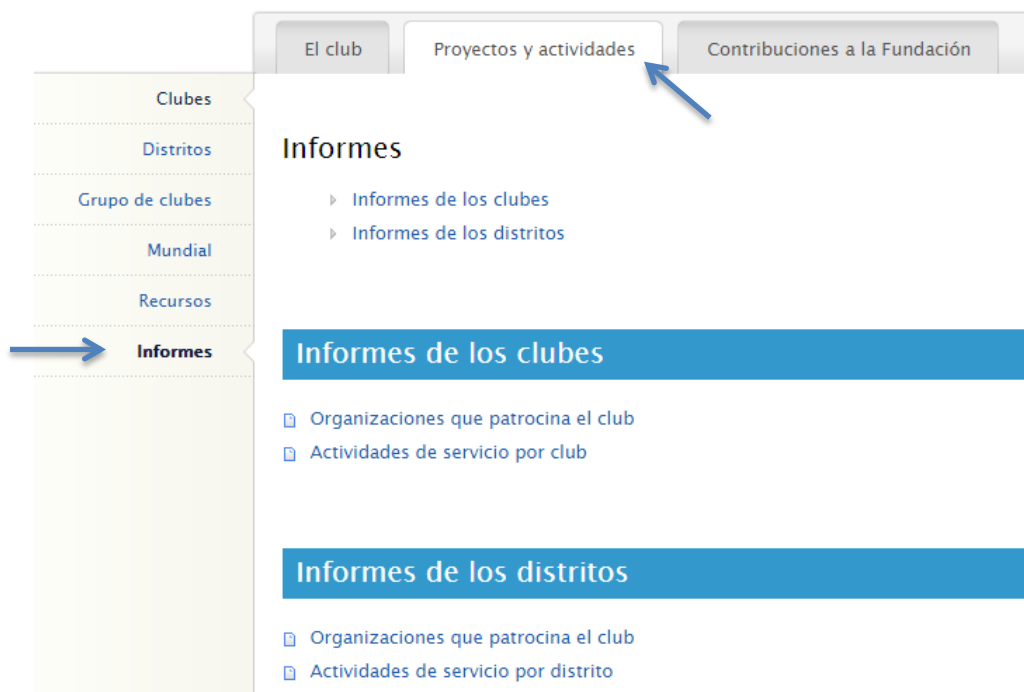 El club
Proyectos y actividades
Contribuciones a la Fundación
Clubes
Distritos
Grupo de clubes
Mundial
Recursos
Informes
Informes
Informes de los clubes
Informes de los distritos
Informes de los clubes
Organizaciones que patrocina el club
Actividades de servicio por club
Informes de los distritos
Organizaciones que patrocina el club
Actividades de servicio por distrito